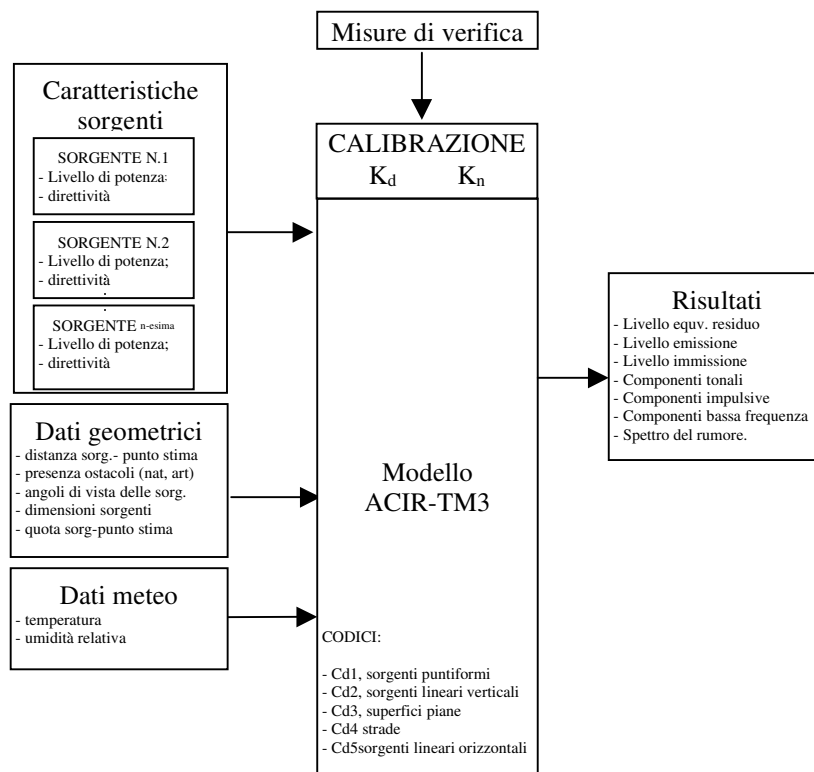 Misure di verifica
Caratteristiche
sorgenti
SORGENTE N.1
- Livello di potenza;
- direttività
SORGENTE N.2
- Livello di potenza;
- direttività
SORGENTE n-esima
- Livello di potenza;
- direttività
Dati geometrici
- distanza sorg.- punto stima
- presenza ostacoli (nat, art)
- angoli di vista delle sorg.
- dimensioni sorgenti
- quota sorg-punto stima
Dati meteo
- temperatura
- umidità relativa
CALIBRAZIONE
Kd Kn
Modello
ACIR-TM3
CODICI:
- Cd1, sorgenti puntiformi
- Cd2, sorgenti lineari verticali
- Cd3, superfici piane
- Cd4 strade
- Cd5sorgenti lineari orizzontali
Risultati
- Livello equv. residuo
- Livello emissione
- Livello immissione
- Componenti tonali
- Componenti impulsive
- Componenti bassa frequenza
- Spettro del rumore.